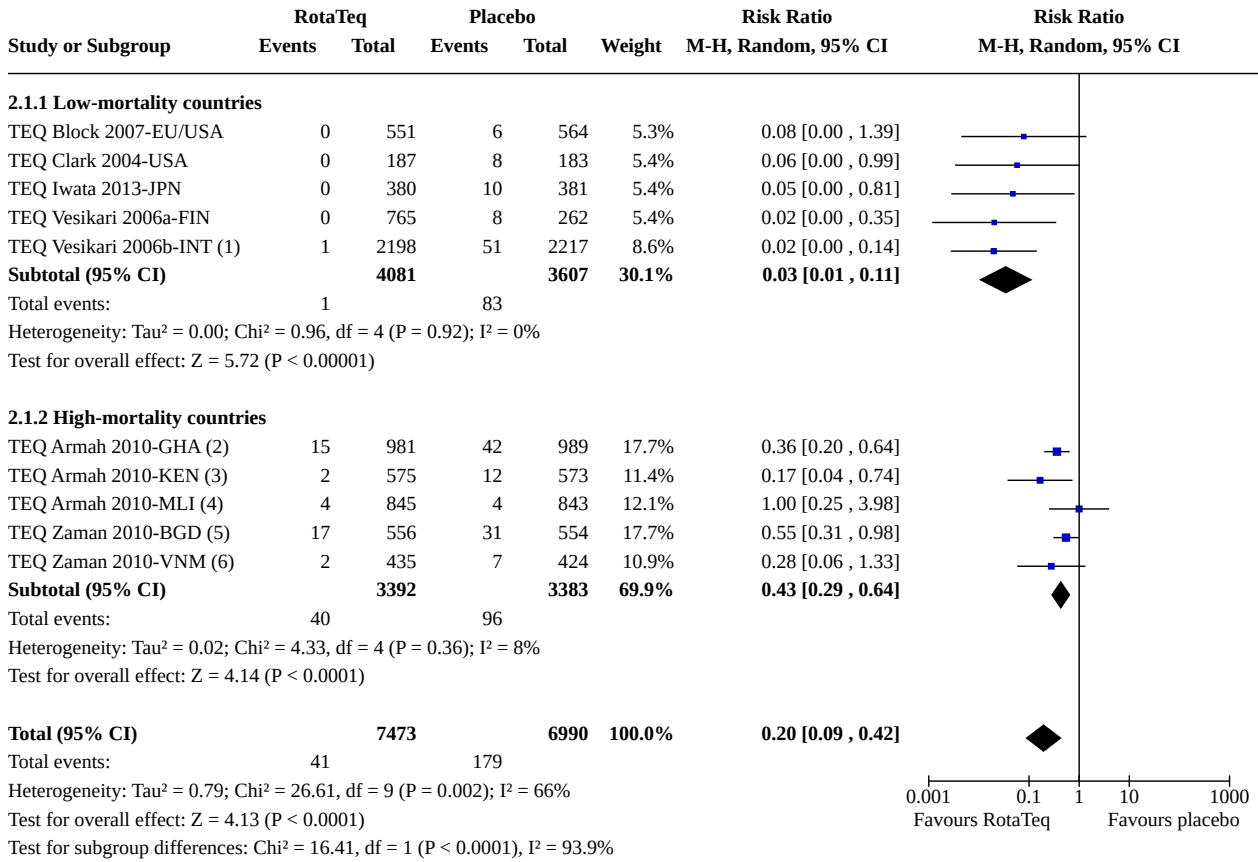 RotaTeq Placebo Risk Ratio Risk Ratio
Study or Subgroup Events Total Events Total Weight M-H, Random, 95% CI M-H, Random, 95% CI
2.1.1 Low-mortality countries
TEQ Block 2007-EU/USA 0 551 6 564 5.3% 0.08 [0.00 , 1.39]
TEQ Clark 2004-USA 0 187 8 183 5.4% 0.06 [0.00 , 0.99]
TEQ Iwata 2013-JPN 0 380 10 381 5.4% 0.05 [0.00 , 0.81]
TEQ Vesikari 2006a-FIN 0 765 8 262 5.4% 0.02 [0.00 , 0.35]
TEQ Vesikari 2006b-INT (1) 1 2198 51 2217 8.6% 0.02 [0.00 , 0.14]
Subtotal (95% CI) 4081 3607 30.1% 0.03 [0.01 , 0.11]
Total events: 1 83
Heterogeneity: Tau² = 0.00; Chi² = 0.96, df = 4 (P = 0.92); I² = 0%
Test for overall effect: Z = 5.72 (P < 0.00001)
2.1.2 High-mortality countries
TEQ Armah 2010-GHA (2) 15 981 42 989 17.7% 0.36 [0.20 , 0.64]
TEQ Armah 2010-KEN (3) 2 575 12 573 11.4% 0.17 [0.04 , 0.74]
TEQ Armah 2010-MLI (4) 4 845 4 843 12.1% 1.00 [0.25 , 3.98]
TEQ Zaman 2010-BGD (5) 17 556 31 554 17.7% 0.55 [0.31 , 0.98]
TEQ Zaman 2010-VNM (6) 2 435 7 424 10.9% 0.28 [0.06 , 1.33]
Subtotal (95% CI) 3392 3383 69.9% 0.43 [0.29 , 0.64]
Total events: 40 96
Heterogeneity: Tau² = 0.02; Chi² = 4.33, df = 4 (P = 0.36); I² = 8%
Test for overall effect: Z = 4.14 (P < 0.0001)
Total (95% CI) 7473 6990 100.0% 0.20 [0.09 , 0.42]
Total events: 41 179
Heterogeneity: Tau² = 0.79; Chi² = 26.61, df = 9 (P = 0.002); I² = 66%
0.001 0.1 1 10 1000
Test for overall effect: Z = 4.13 (P < 0.0001)
Favours RotaTeq Favours placebo
Test for subgroup differences: Chi² = 16.41, df = 1 (P < 0.0001), I² = 93.9%